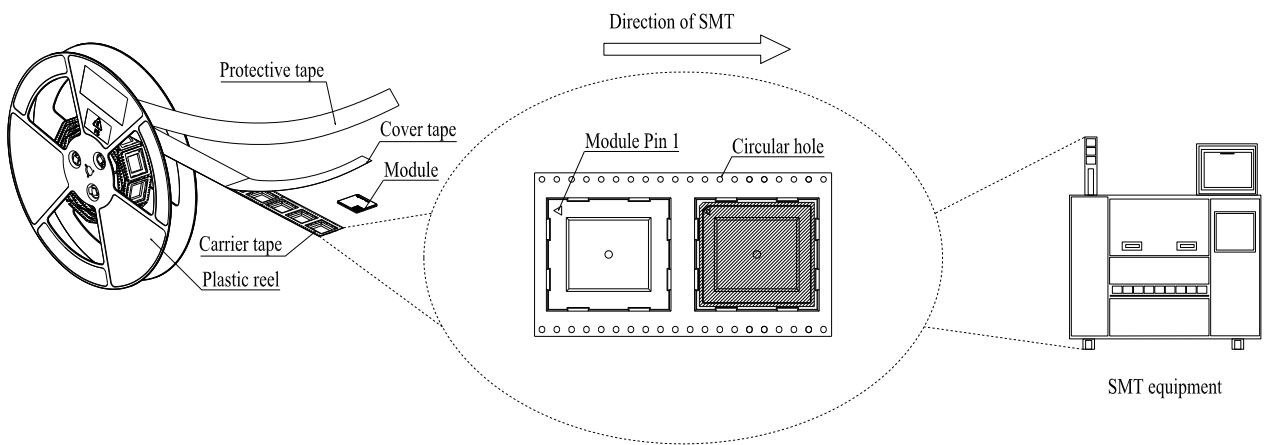 Direction of SMT
Protective tape
Cover tape
Module
Module Pin 1
Circular hole
Carrier tape
Plastic reel
SMT equipment